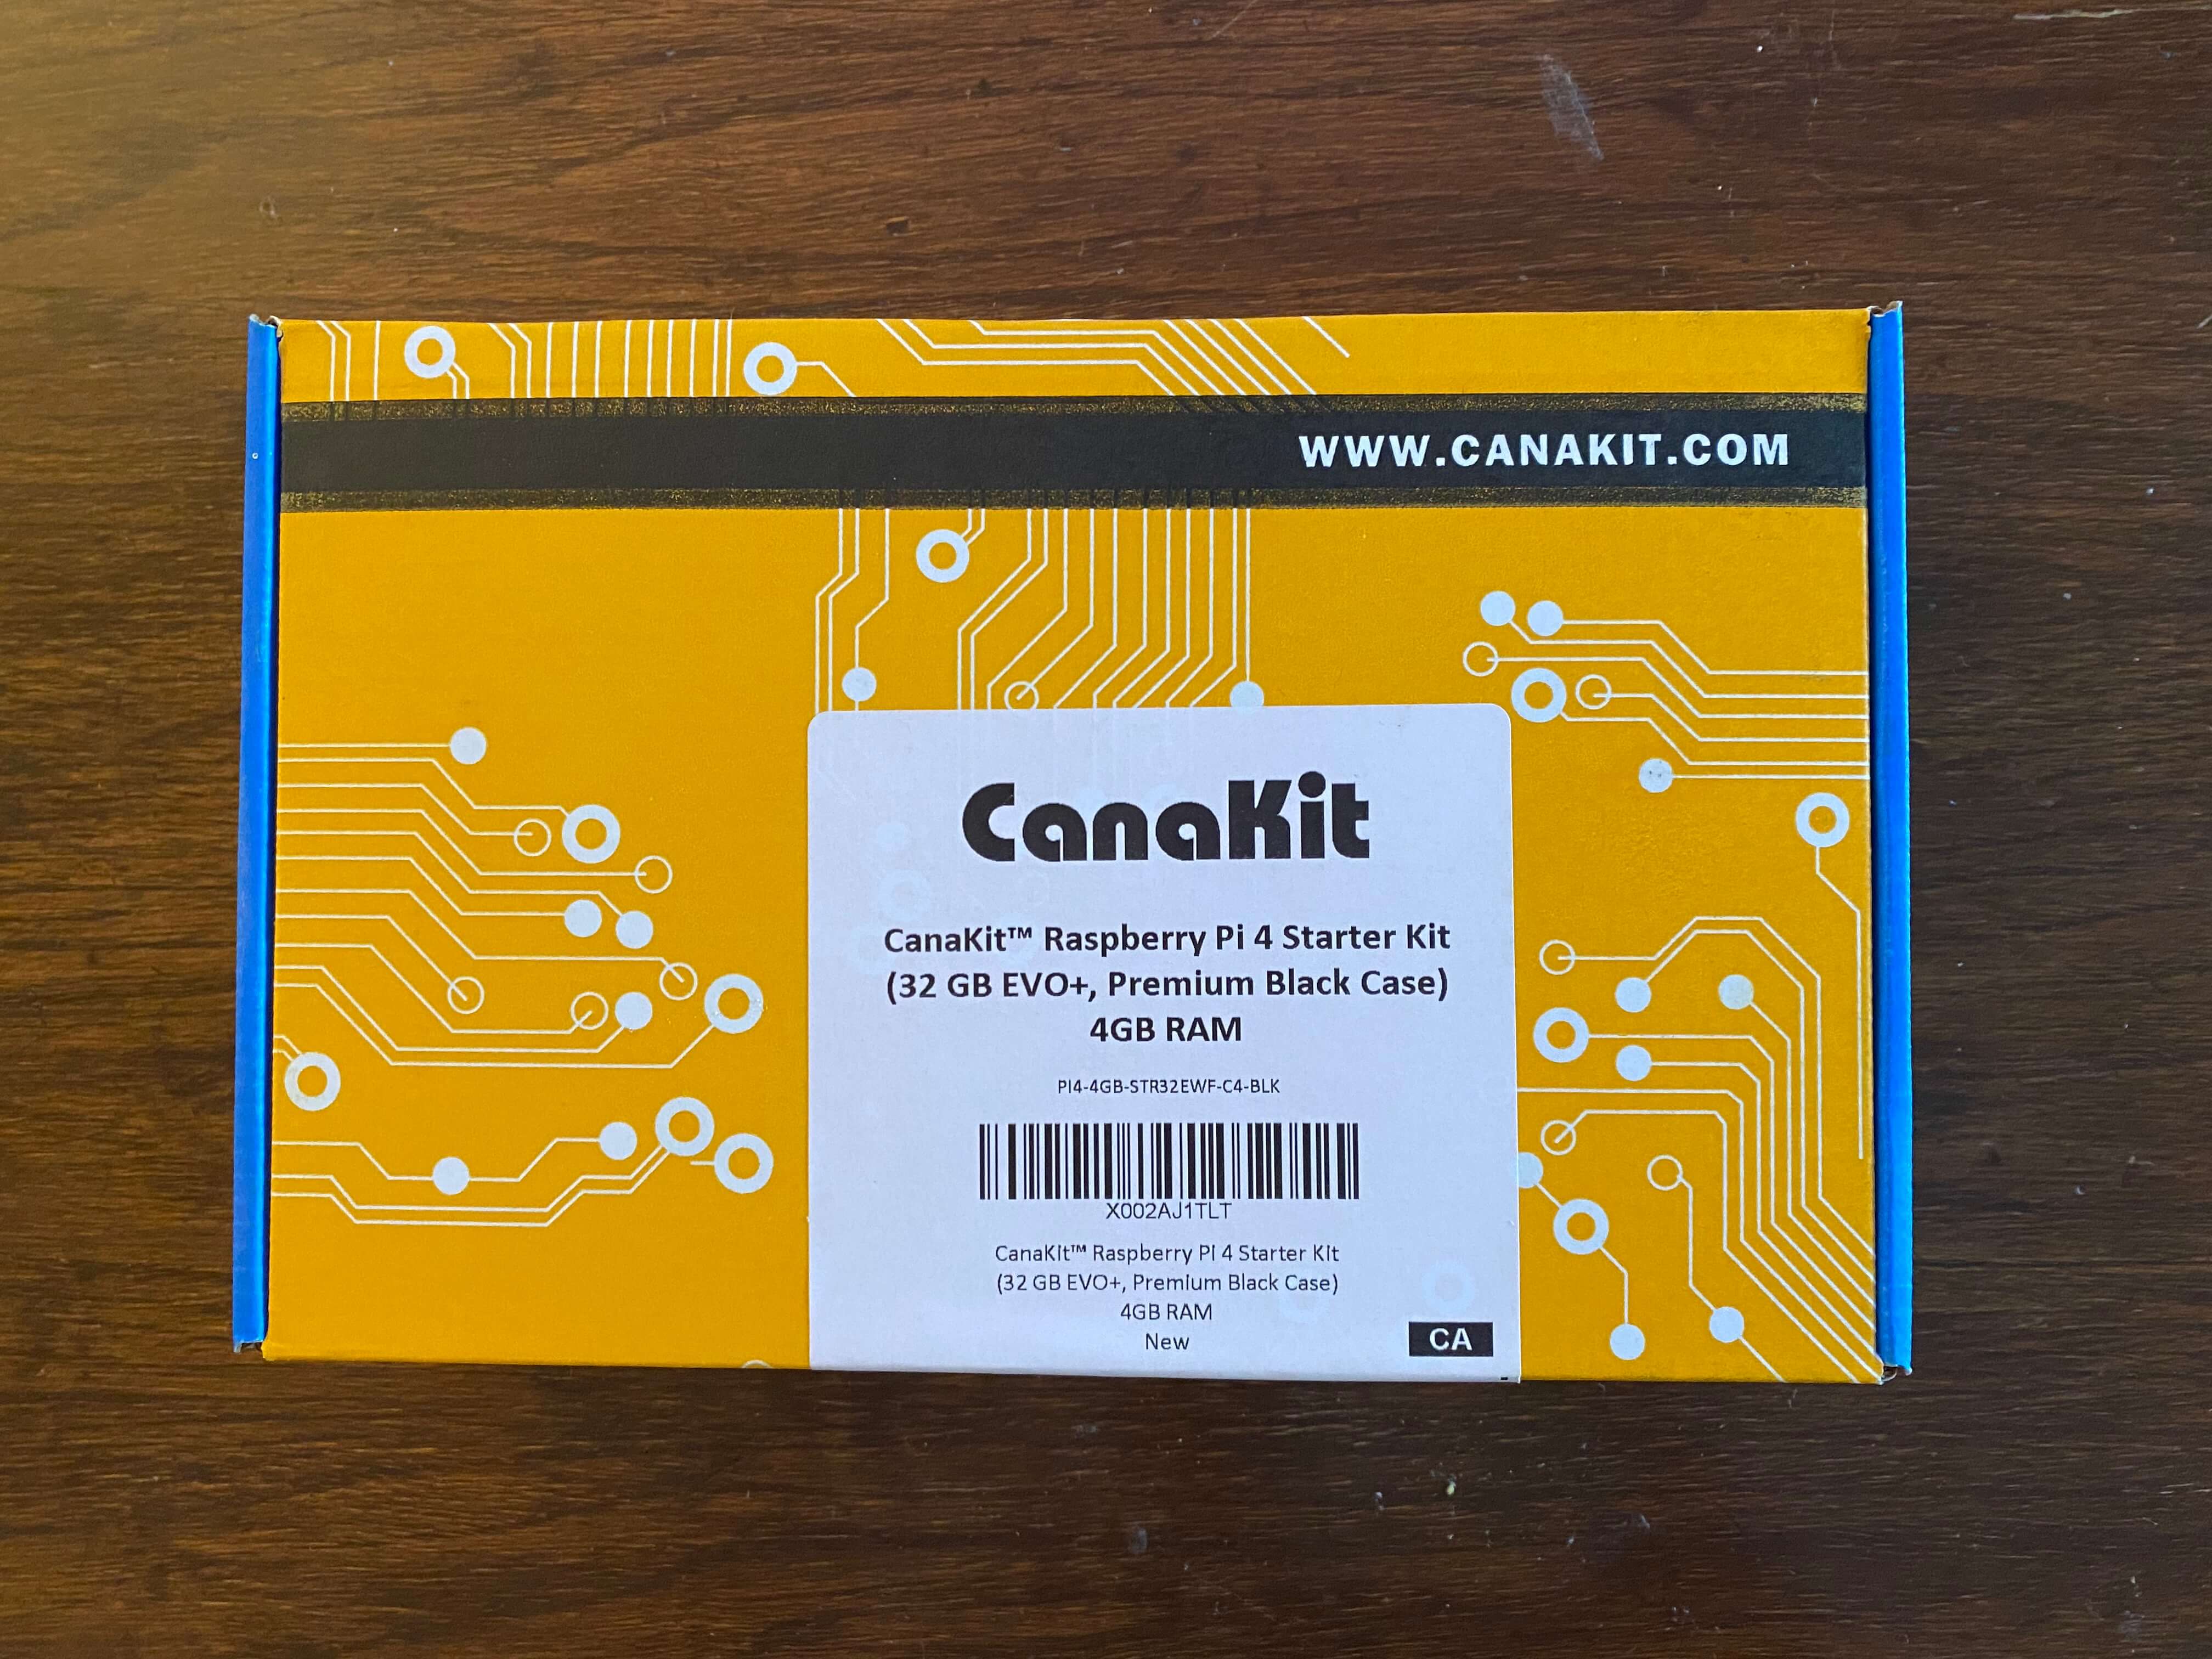 WWW.CANAKIT.COM
CanaKit
CanaKit™ Raspberry Pi 4 Starter Kit
(32 GB EVO+, Premium Black Case)
4GB RAM
PI4-4GB-STR32EWF-C4-BLK
X002AJ1TLT
CanaKit™ Raspberry Pi 4 Starter Kit
(32 GB EVO+, Premium Black Case)
4GB RAM
New
CA